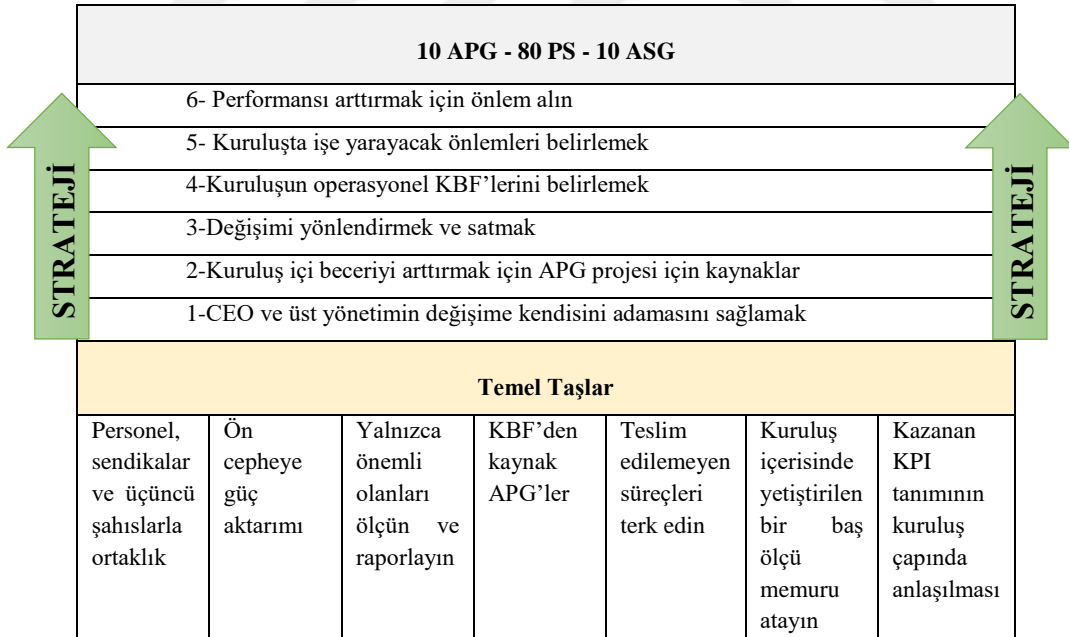 10 APG - 80 PS - 10 ASG
6- Performansı arttırmak için önlem alın
5- Kuruluşta işe yarayacak önlemleri belirlemek
4-Kuruluşun operasyonel KBF’lerini belirlemek
3-Değişimi yönlendirmek ve satmak
2-Kuruluş içi beceriyi arttırmak için APG projesi için kaynaklar
1-CEO ve üst yönetimin değişime kendisini adamasını sağlamak
STRATEJİ
STRATEJİ
Temel Taşlar
Personel,
sendikalar
ve üçüncü
şahıslarla
ortaklık
Ön
cepheye
güç
aktarımı
Yalnızca
önemli
olanları
ölçün ve
raporlayın
KBF’den
kaynak
APG’ler
Teslim
edilemeyen
süreçleri
terk edin
Kuruluş
içerisinde
yetiştirilen
bir baş
ölçü
memuru
atayın
Kazanan
KPI
tanımının
kuruluş
çapında
anlaşılması